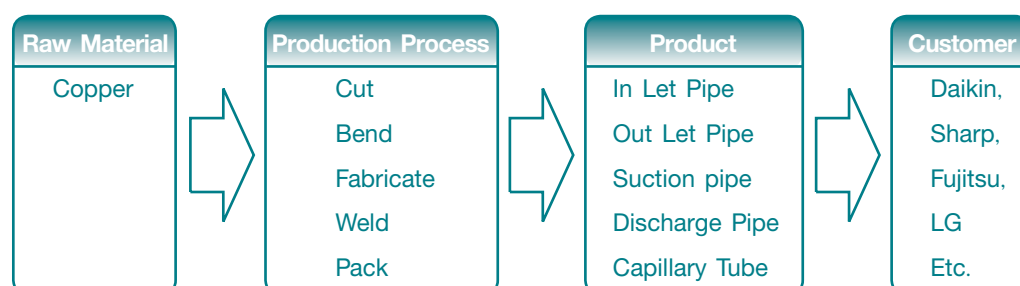 Raw Material
Copper
Production Process
Cut
Bend
Fabricate
Weld
Pack
Product
In Let Pipe
Out Let Pipe
Suction pipe
Discharge Pipe
Capillary Tube
Customer
Daikin,
Sharp,
Fujitsu,
LG
Etc.